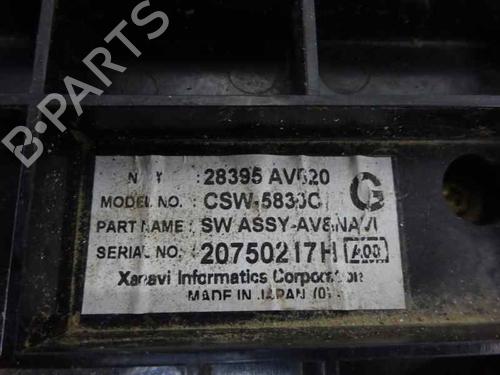 B-PARTS
28395 AV620
G
MODEL NO. : CSW-5830G
PART NAME : SW ASSY-AV&NAVI
SERIAL NO. : 20750217H A00
Xanavi Informatics Corporation
MADE IN JAPAN